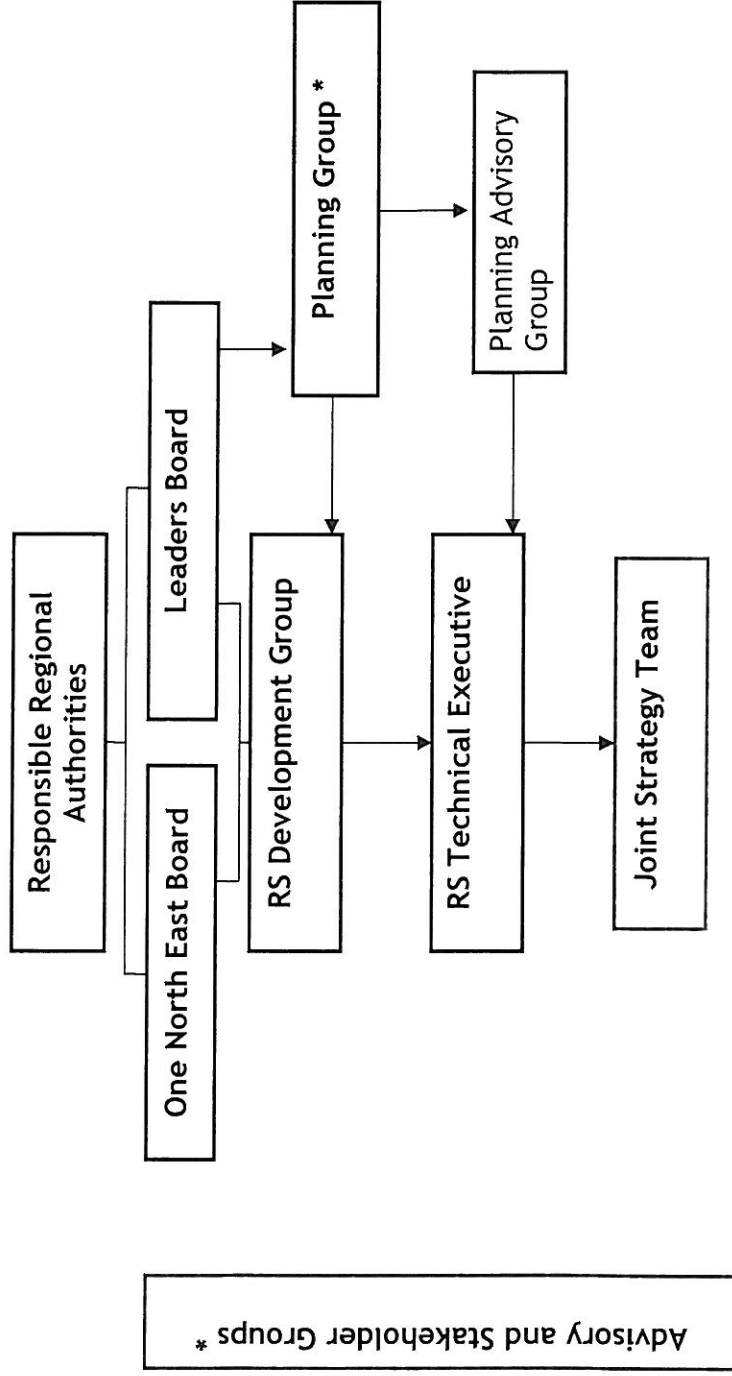 Responsible Regional
Authorities
One North East Board
Leaders Board
RS Development Group
Planning Group *
RS Technical Executive
Planning Advisory
Group
Joint Strategy Team
Advisory and Stakeholder Groups *